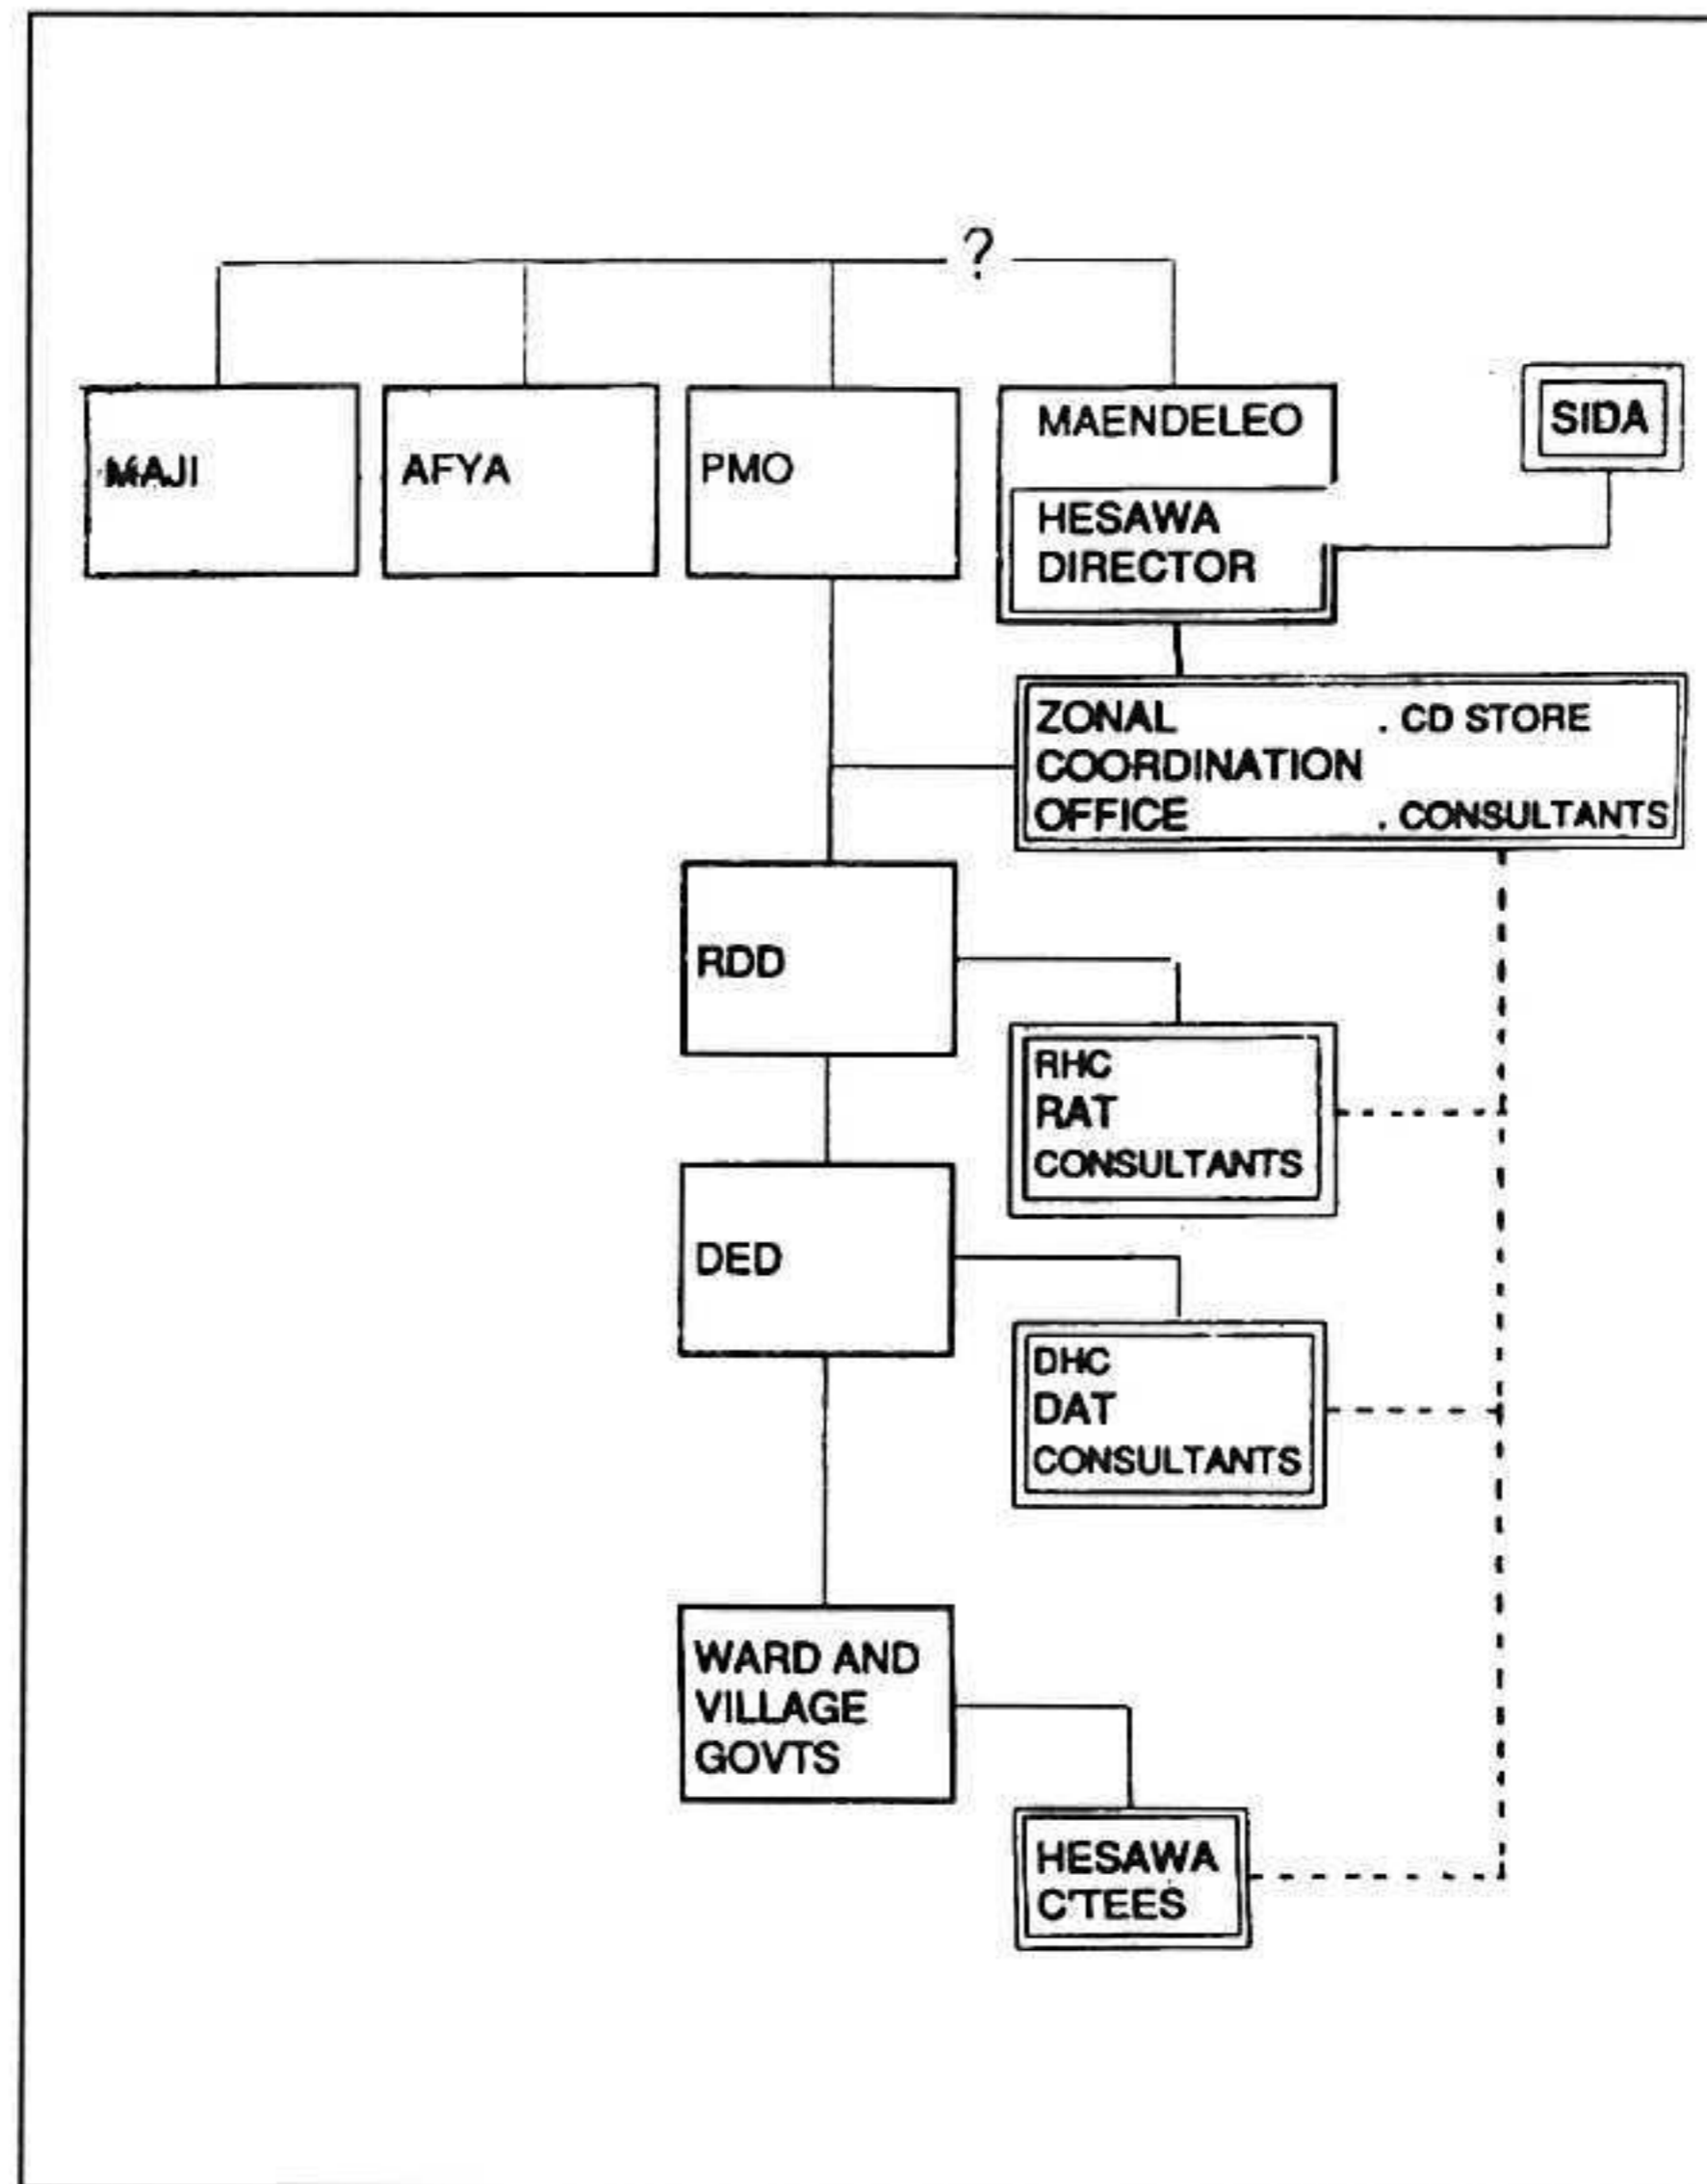 ?
MAJI
AFYA
PMO
MAENDELEO
HESAWA
DIRECTOR
SIDA
ZONAL . CD STORE
COORDINATION
OFFICE . CONSULTANTS
RDD
RHC
RAT
CONSULTANTS
DED
DHC
DAT
CONSULTANTS
WARD AND
VILLAGE
GOVTS
HESAWA
C'TEES